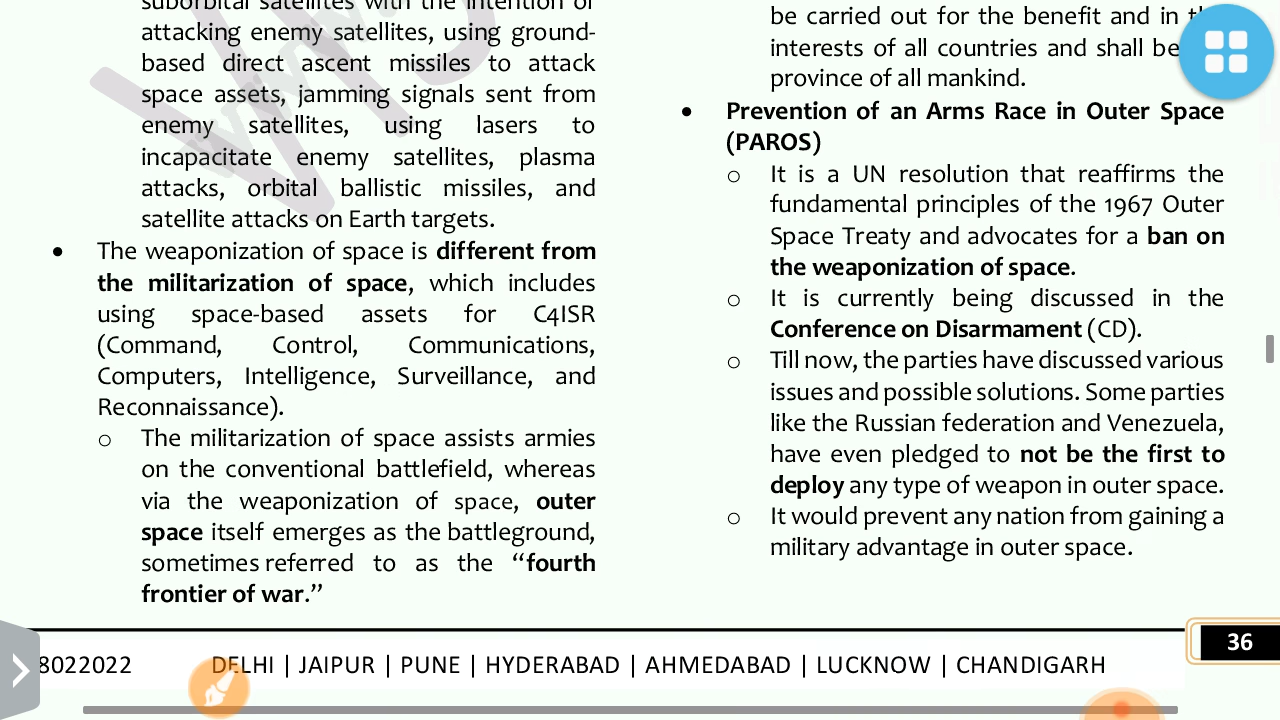 suborbital satellites with the intention of
attacking enemy satellites, using ground-
based direct ascent missiles to attack
space assets, jamming signals sent from
enemy satellites, using lasers to
incapacitate enemy satellites, plasma
attacks, orbital ballistic missiles, and
satellite attacks on Earth targets.
• The weaponization of space is different from
the militarization of space, which includes
using space-based assets for C4ISR
(Command, Control, Communications,
Computers, Intelligence, Surveillance, and
Reconnaissance).
o The militarization of space assists armies
on the conventional battlefield, whereas
via the weaponization of space, outer
space itself emerges as the battleground,
sometimes referred to as the “fourth
frontier of war.”
be carried out for the benefit and in
interests of all countries and shall be
province of all mankind.
• Prevention of an Arms Race in Outer Space
(PAROS)
o It is a UN resolution that reaffirms the
fundamental principles of the 1967 Outer
Space Treaty and advocates for a ban on
the weaponization of space.
o It is currently being discussed in the
Conference on Disarmament (CD).
o Till now, the parties have discussed various
issues and possible solutions. Some parties
like the Russian federation and Venezuela,
have even pledged to not be the first to
deploy any type of weapon in outer space.
o It would prevent any nation from gaining a
military advantage in outer space.
36
8022022 DELHI | JAIPUR | PUNE | HYDERABAD | AHMEDABAD | LUCKNOW | CHANDIGARH